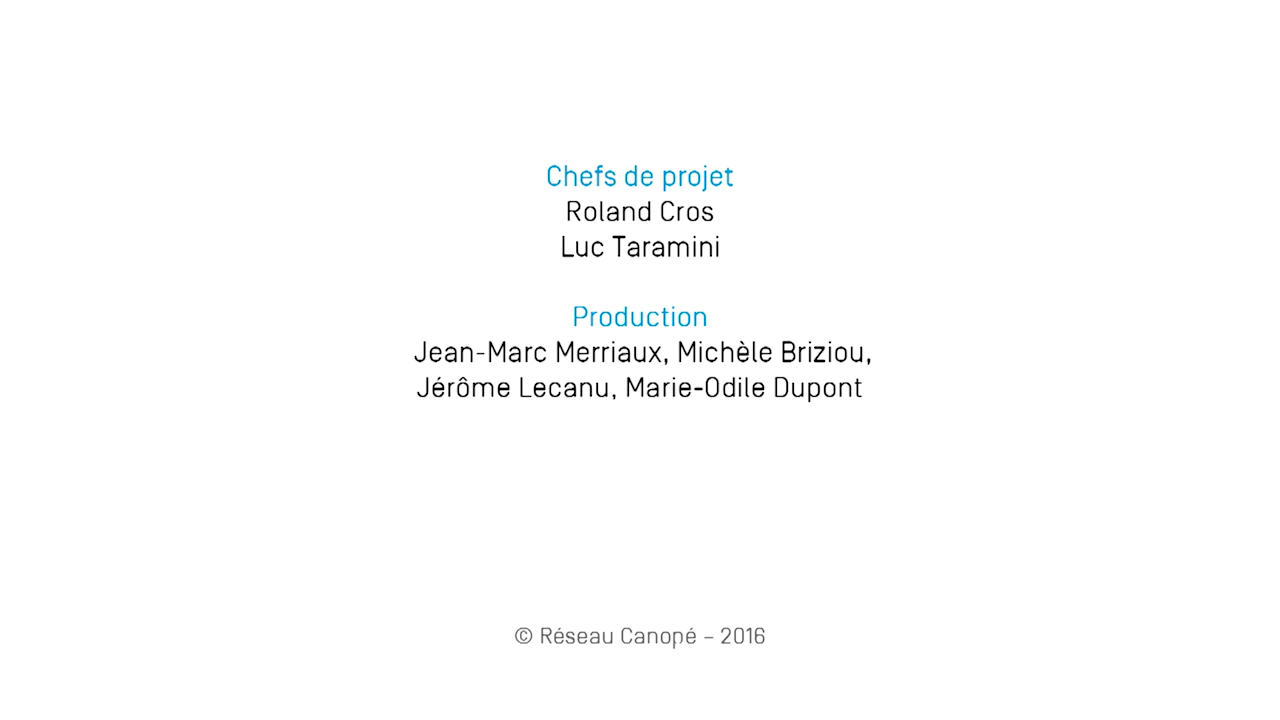 Chefs de projet
Roland Cros
Luc Taramini
Production
Jean-Marc Merriaux, Michèle Briziou,
Jérôme Lecanu, Marie-Odile Dupont
© Réseau Canopé – 2016